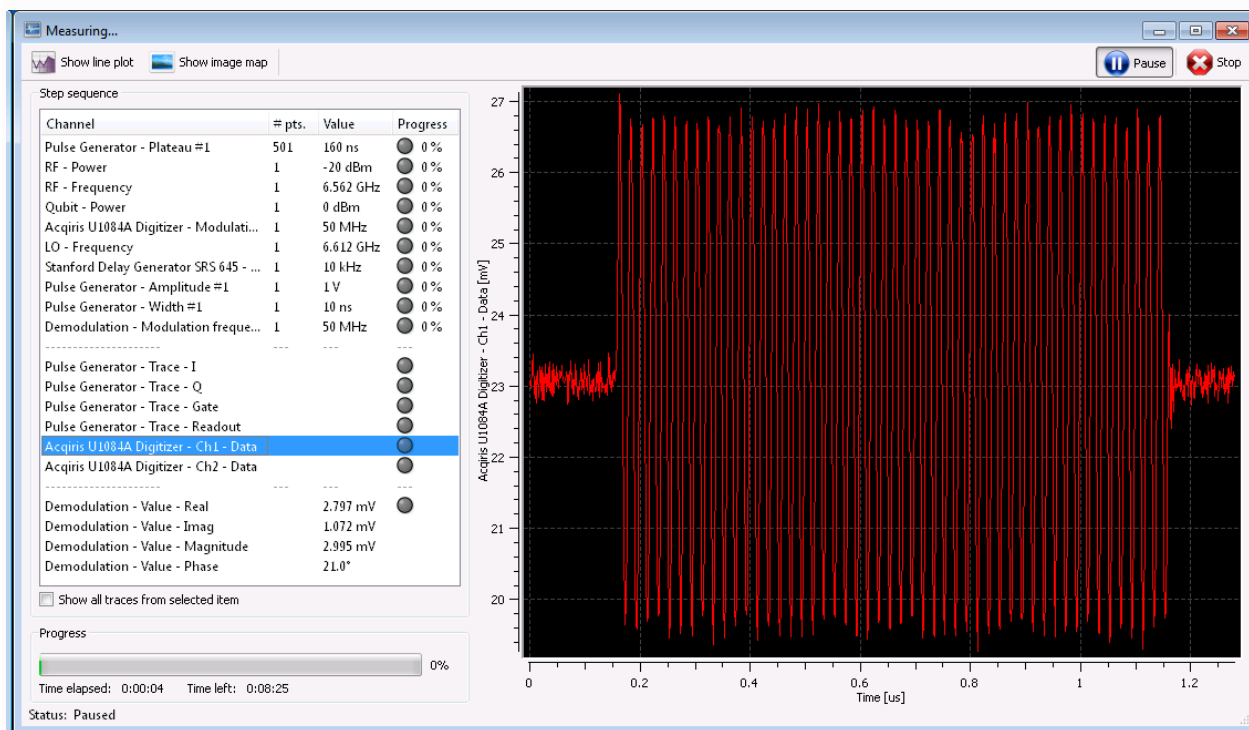 Measuring...
Show line plot Show image map Pause Stop
Step sequence
Channel # pts. Value Progress
Pulse Generator - Plateau #1 501 160 ns 0%
RF - Power 1 -20 dBm 0%
RF - Frequency 1 6.562 GHz 0%
Qubit - Power 1 0 dBm 0%
Acqiris U1084A Digitizer - Modulati... 1 50 MHz 0%
LO - Frequency 1 6.612 GHz 0%
Stanford Delay Generator SRS 645 - ... 1 10 kHz 0%
Pulse Generator - Amplitude #1 1 1 V 0%
Pulse Generator - Width #1 1 10 ns 0%
Demodulation - Modulation freque... 1 50 MHz 0%
-------------------- --- --- ---
Pulse Generator - Trace - I
Pulse Generator - Trace - Q
Pulse Generator - Trace - Gate
Pulse Generator - Trace - Readout
Acqiris U1084A Digitizer - Ch1 - Data
Acqiris U1084A Digitizer - Ch2 - Data
-------------------- --- --- ---
Demodulation - Value - Real 2.797 mV
Demodulation - Value - Imag 1.072 mV
Demodulation - Value - Magnitude 2.995 mV
Demodulation - Value - Phase 21.0°
Show all traces from selected item
Progress
0%
Time elapsed: 0:00:04 Time left: 0:08:25
Status: Paused
Acqiris U1084A Digitizer - Ch1 - Data [mV]
27
26
25
24
23
22
21
20
0 0.2 0.4 0.6 0.8 1 1.2
Time [us]